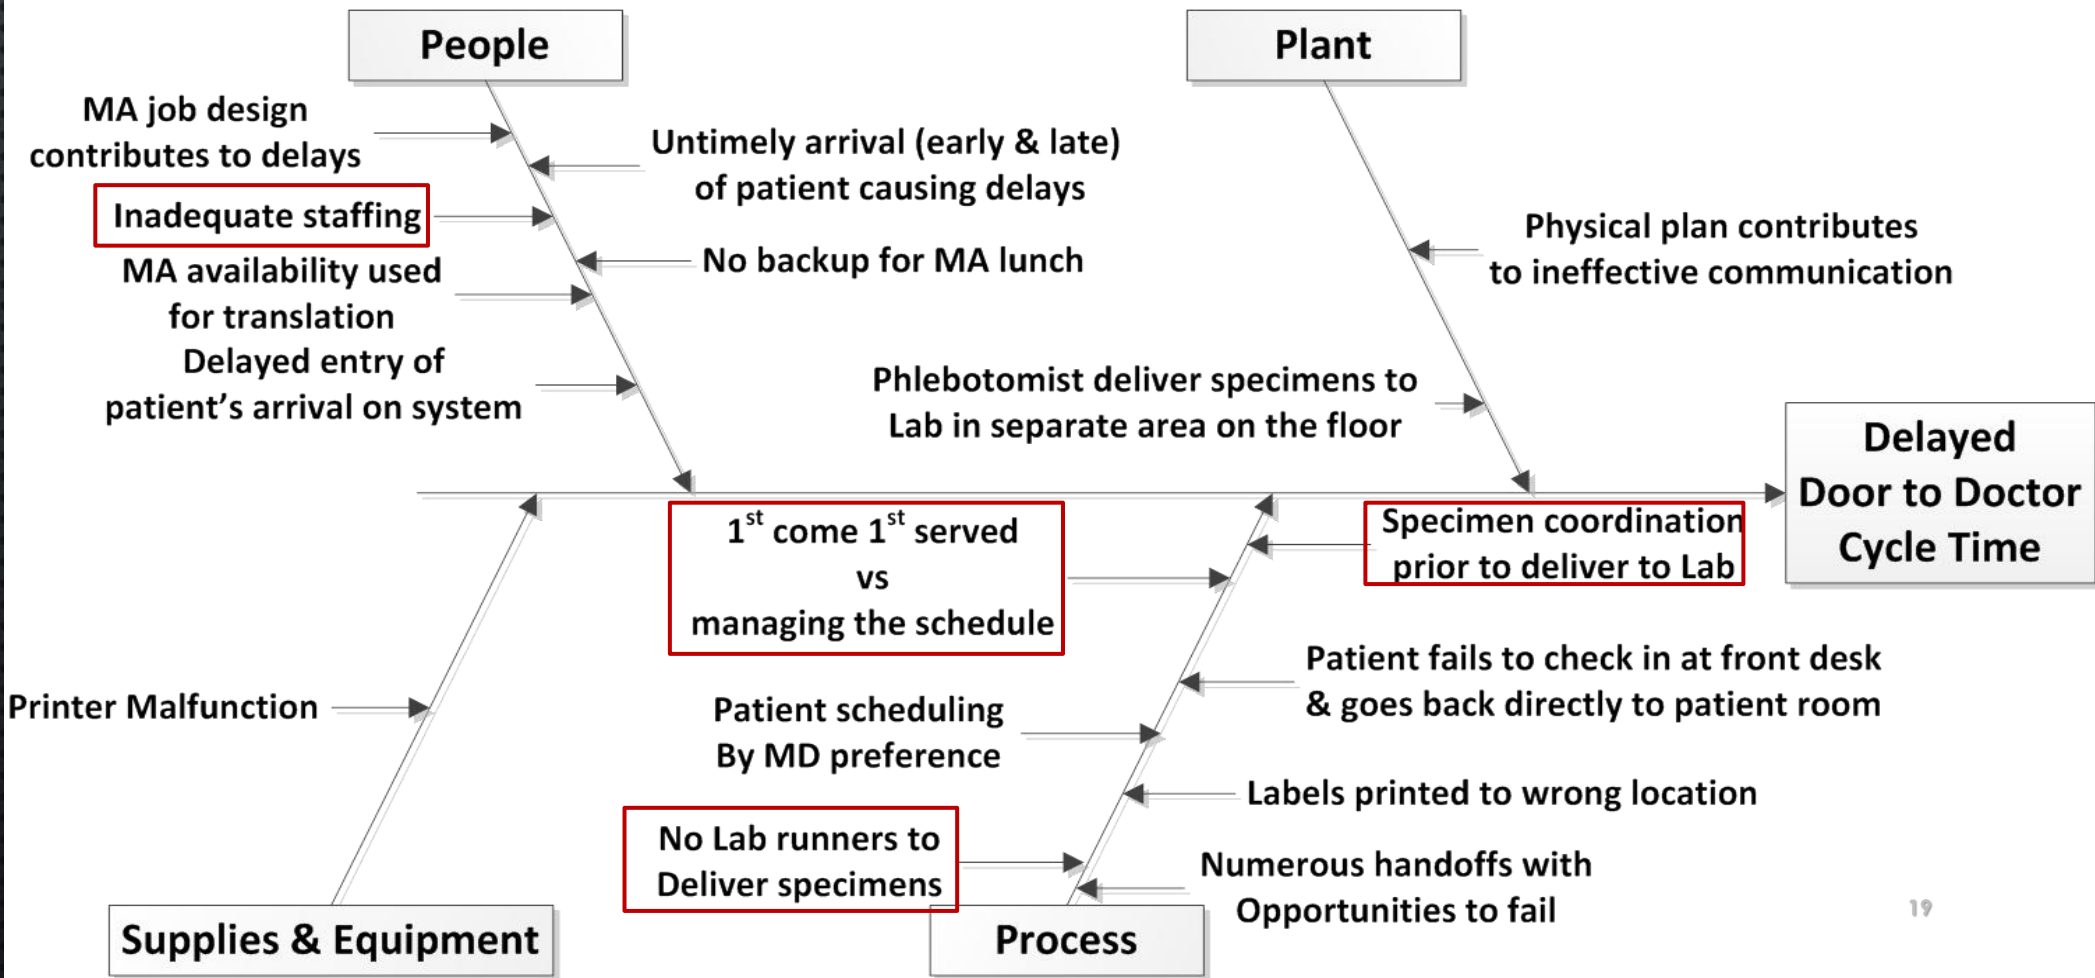 People
Plant
MA job design
contributes to delays
Untimely arrival (early & late)
of patient causing delays
Inadequate staffing
No backup for MA lunch
MA availability used
for translation
Delayed entry of
patient's arrival on system
Physical plan contributes
to ineffective communication
Phlebotomist deliver specimens to
Lab in separate area on the floor
Delayed
Door to Doctor
Cycle Time
1st come 1st served
vs
managing the schedule
Specimen coordination
prior to deliver to Lab
Printer Malfunction
Patient fails to check in at front desk
& goes back directly to patient room
Patient scheduling
By MD preference
Labels printed to wrong location
No Lab runners to
Deliver specimens
Numerous handoffs with
Opportunities to fail
Supplies & Equipment
Process
19